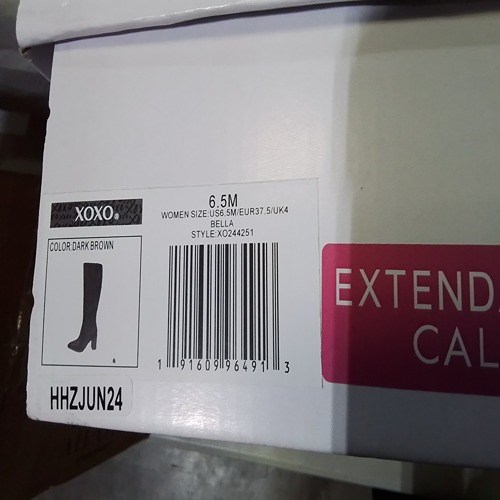 XOXO®
6.5M
WOMEN SIZE:US6.5M/EUR37.5/UK4
BELLA
STYLE:XO244251
COLOR:DARK BROWN
1 91609 96491 3
HHZJUN24
EXTEND
CAL